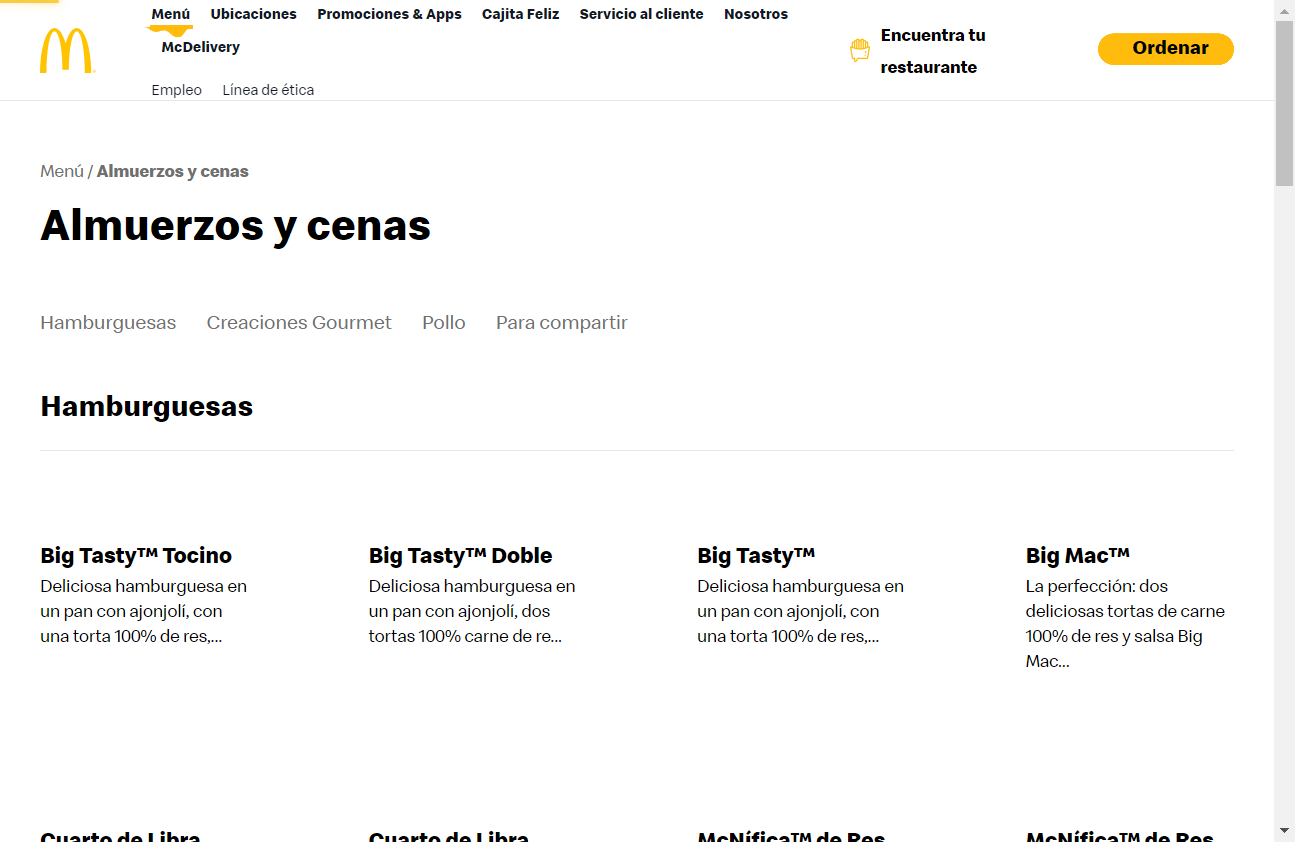 Menú Ubicaciones Promociones & Apps Cajita Feliz Servicio al cliente Nosotros
McDelivery
Empleo Línea de ética
Encuentra tu
restaurante
Ordenar
Menú / Almuerzos y cenas
Almuerzos y cenas
Hamburguesas Creaciones Gourmet Pollo Para compartir
Hamburguesas
Big Tasty™ Tocino
Deliciosa hamburguesa en
un pan con ajonjolí, con
una torta 100% de res,...
Big Tasty™ Doble
Deliciosa hamburguesa en
un pan con ajonjolí, dos
tortas 100% carne de re...
Big Tasty™
Deliciosa hamburguesa en
un pan con ajonjolí, con
una torta 100% de res,...
Big Mac™
La perfección: dos
deliciosas tortas de carne
100% de res y salsa Big
Mac...
Cuarto de Libra
Cuarto de Libra
McNífica™ de Res
McNífica™ de Res